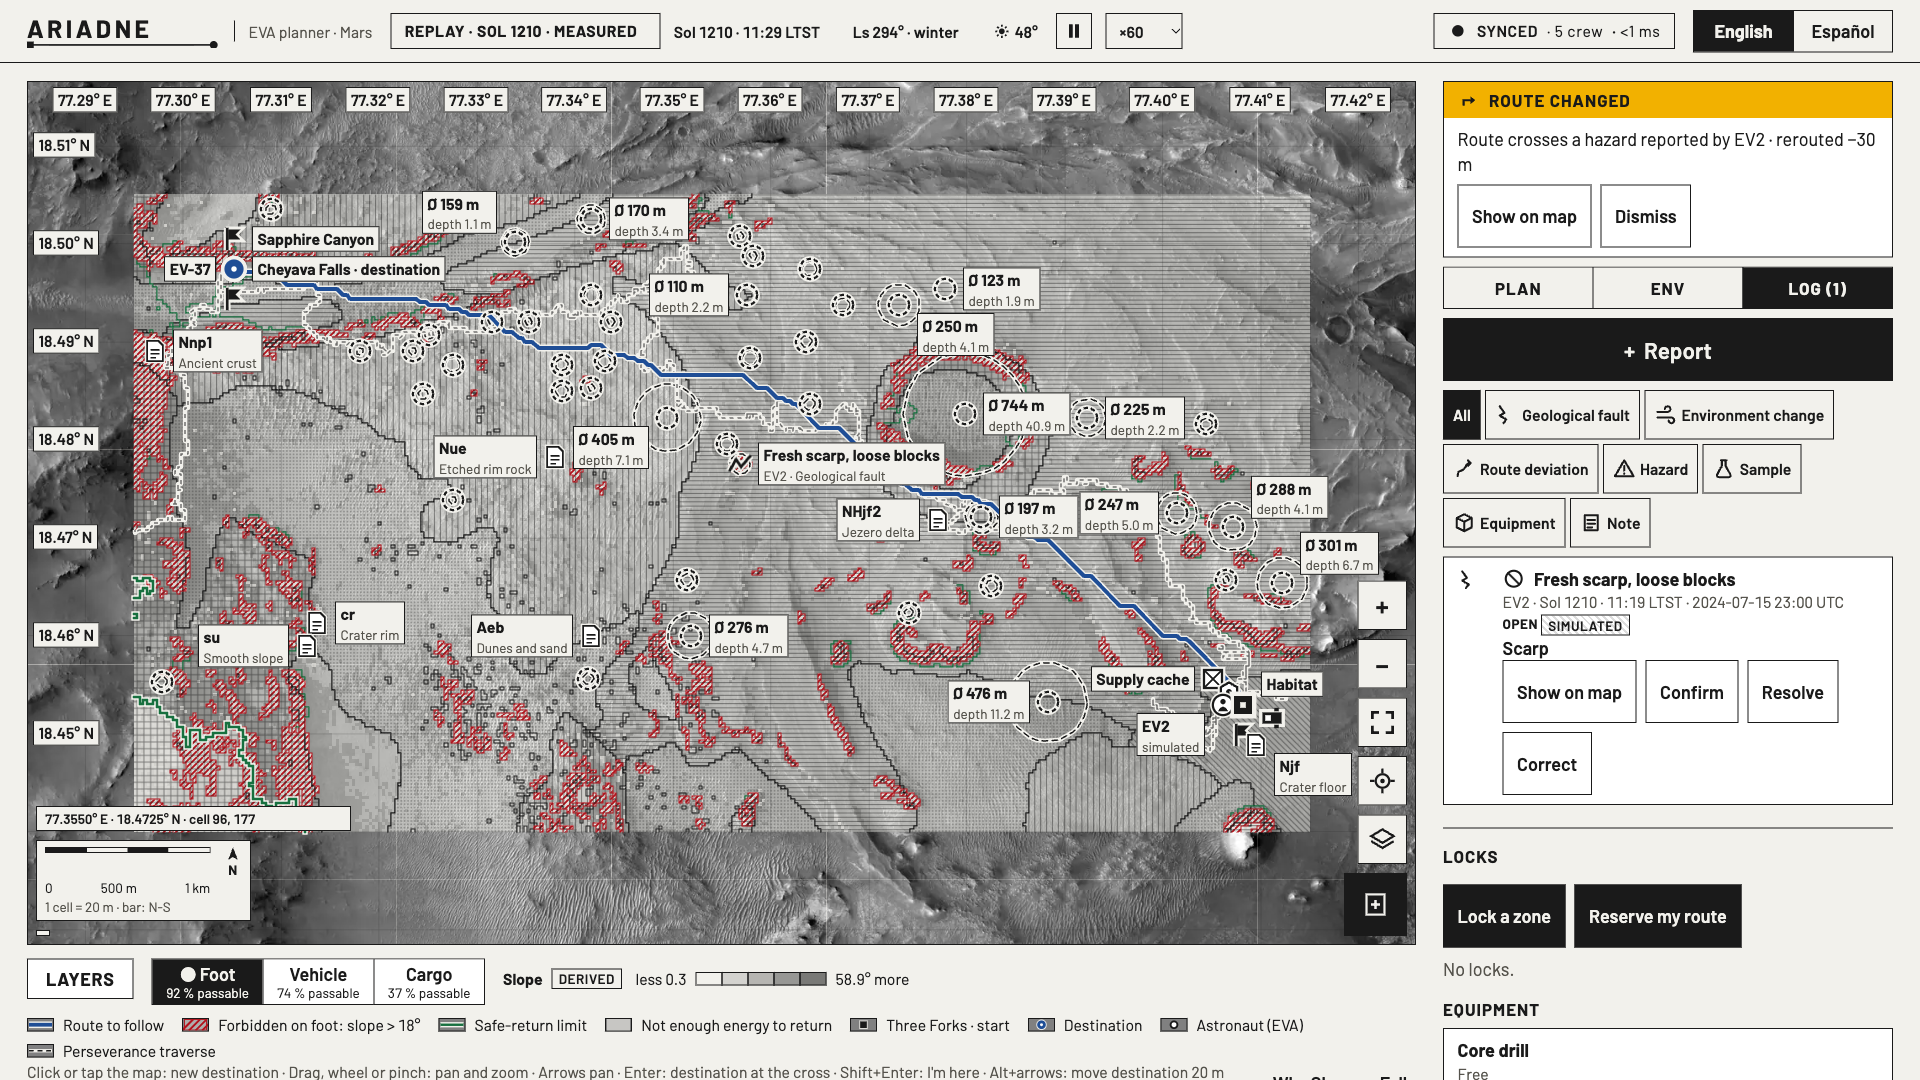 ARIADNE
EVA planner · Mars
REPLAY · SOL 1210 · MEASURED
Sol 1210 · 11:29 LTST
Ls 294° · winter
48°
×60
SYNCED · 5 crew · <1 ms
English
Español
77.29° E
77.30° E
77.31° E
77.32° E
77.33° E
77.34° E
77.35° E
77.36° E
77.37° E
77.38° E
77.39° E
77.40° E
77.41° E
77.42° E
18.51° N
18.50° N
18.49° N
18.48° N
18.47° N
18.46° N
18.45° N
Ø 159 m
depth 1.1 m
Ø 170 m
depth 3.4 m
Sapphire Canyon
EV-37
Cheyava Falls · destination
Ø 110 m
depth 2.2 m
Ø 123 m
depth 1.9 m
Ø 250 m
depth 4.1 m
Nnp1
Ancient crust
Ø 744 m
depth 40.9 m
Ø 225 m
depth 2.2 m
Nue
Etched rim rock
Ø 405 m
depth 7.1 m
Fresh scarp, loose blocks
EV2 · Geological fault
NHjf2
Jezero delta
Ø 197 m
depth 3.2 m
Ø 247 m
depth 5.0 m
Ø 288 m
depth 4.1 m
Ø 301 m
depth 6.7 m
cr
Crater rim
su
Smooth slope
Aeb
Dunes and sand
Ø 276 m
depth 4.7 m
Ø 476 m
depth 11.2 m
Supply cache
Habitat
EV2
simulated
Njf
Crater floor
77.3550° E · 18.4725° N · cell 96, 177
0 500 m 1 km
N
1 cell = 20 m · bar: N-S
+
−
LAYERS
Foot
92 % passable
Vehicle
74 % passable
Cargo
37 % passable
Slope DERIVED less 0.3 58.9° more
Route to follow
Forbidden on foot: slope > 18°
Safe-return limit
Not enough energy to return
Three Forks · start
Destination
Astronaut (EVA)
Perseverance traverse
Click or tap the map: new destination · Drag, wheel or pinch: pan and zoom · Arrows pan · Enter: destination at the cross · Shift+Enter: I'm here · Alt+arrows: move destination 20 m
ROUTE CHANGED
Route crosses a hazard reported by EV2 · rerouted −30
m
Show on map
Dismiss
PLAN
ENV
LOG (1)
+ Report
All
Geological fault
Environment change
Route deviation
Hazard
Sample
Equipment
Note
Fresh scarp, loose blocks
EV2 · Sol 1210 · 11:19 LTST · 2024-07-15 23:00 UTC
OPEN SIMULATED
Scarp
Show on map
Confirm
Resolve
Correct
LOCKS
Lock a zone
Reserve my route
No locks.
EQUIPMENT
Core drill
Free